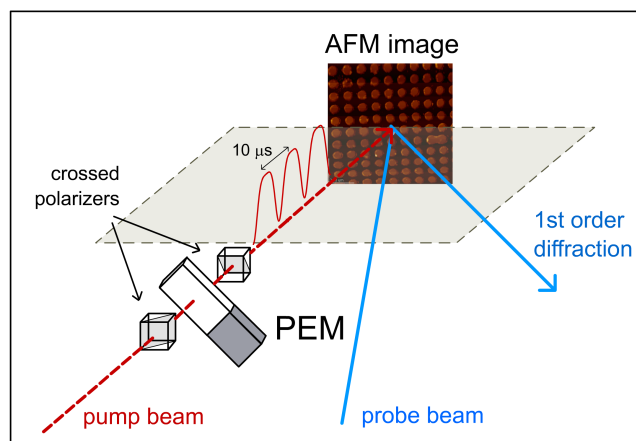 AFM image
10 µs
crossed
polarizers
1st order
diffraction
PEM
pump beam
probe beam